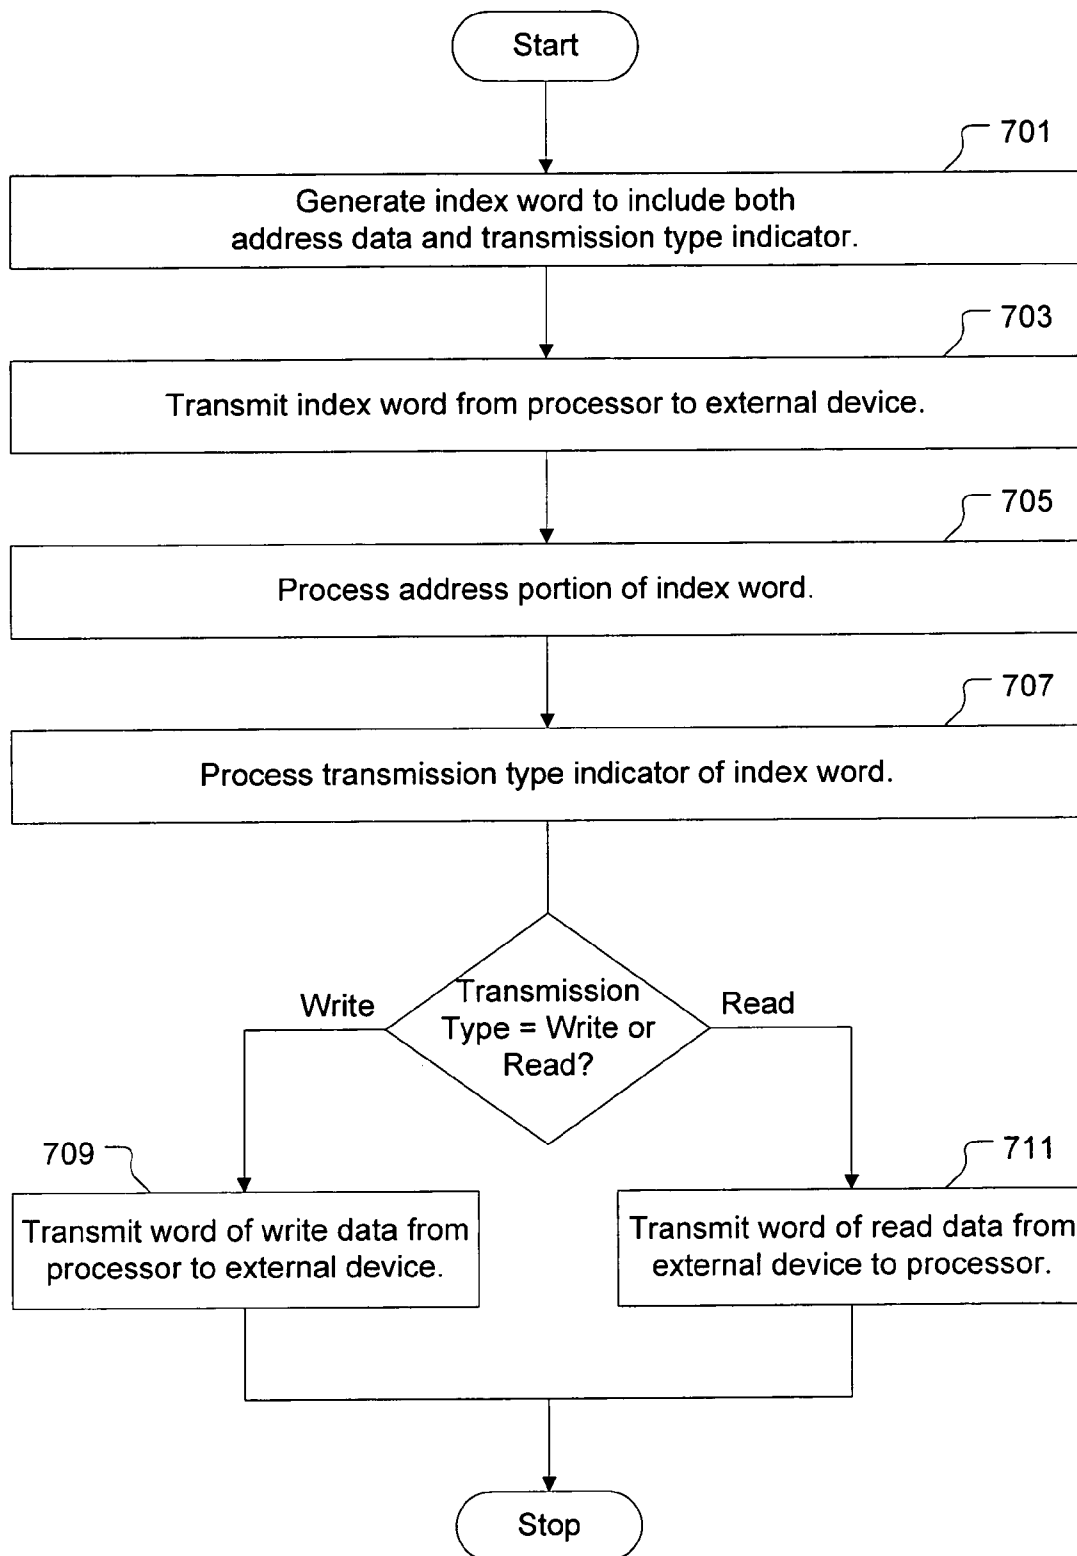 Start
701
Generate index word to include both
address data and transmission type indicator.
703
Transmit index word from processor to external device.
705
Process address portion of index word.
707
Process transmission type indicator of index word.
Write
Transmission
Type = Write or
Read?
Read
709
Transmit word of write data from
processor to external device.
711
Transmit word of read data from
external device to processor.
Stop